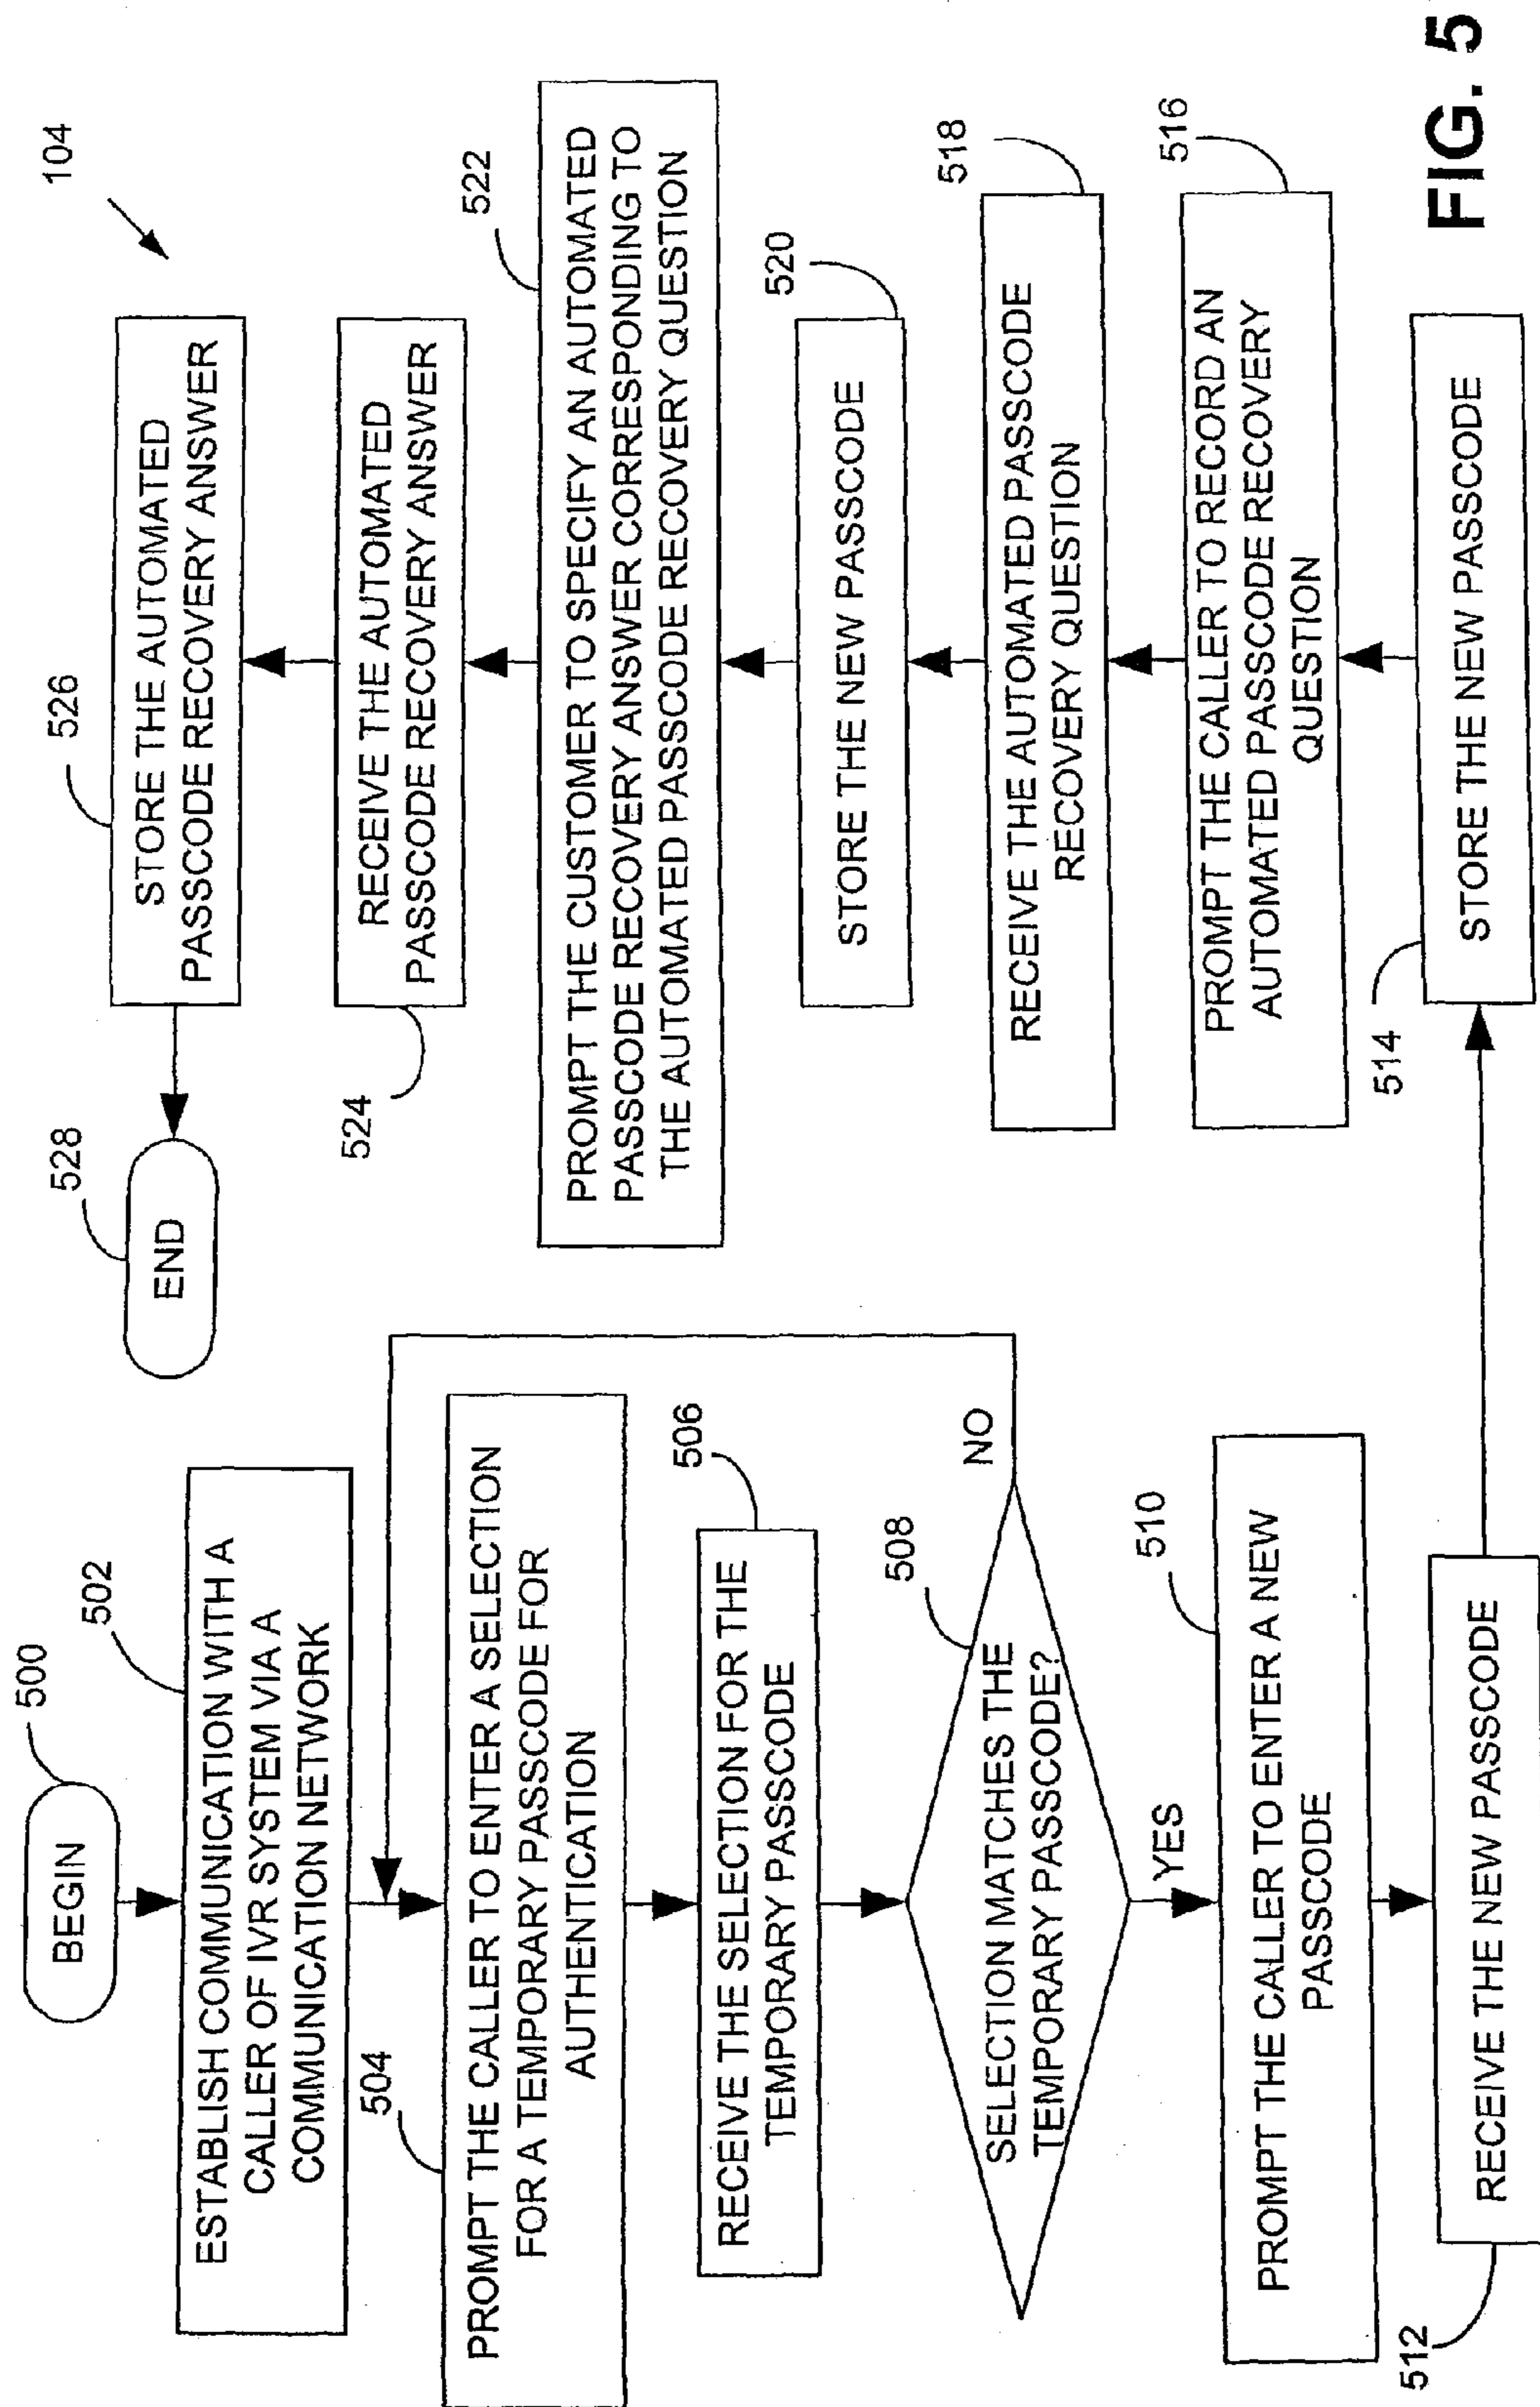 104
500
BEGIN
502
ESTABLISH COMMUNICATION WITH A
CALLER OF IVR SYSTEM VIA A
COMMUNICATION NETWORK
504
PROMPT THE CALLER TO ENTER A SELECTION
FOR A TEMPORARY PASSCODE FOR
AUTHENTICATION
506
RECEIVE THE SELECTION FOR THE
TEMPORARY PASSCODE
508
SELECTION MATCHES THE
TEMPORARY PASSCODE?
NO
YES
510
PROMPT THE CALLER TO ENTER A NEW
PASSCODE
512
RECEIVE THE NEW PASSCODE
514
STORE THE NEW PASSCODE
516
PROMPT THE CALLER TO RECORD AN
AUTOMATED PASSCODE RECOVERY
QUESTION
518
RECEIVE THE AUTOMATED PASSCODE
RECOVERY QUESTION
520
STORE THE NEW PASSCODE
522
PROMPT THE CUSTOMER TO SPECIFY AN AUTOMATED
PASSCODE RECOVERY ANSWER CORRESPONDING TO
THE AUTOMATED PASSCODE RECOVERY QUESTION
524
RECEIVE THE AUTOMATED
PASSCODE RECOVERY ANSWER
526
STORE THE AUTOMATED
PASSCODE RECOVERY ANSWER
528
END
FIG. 5